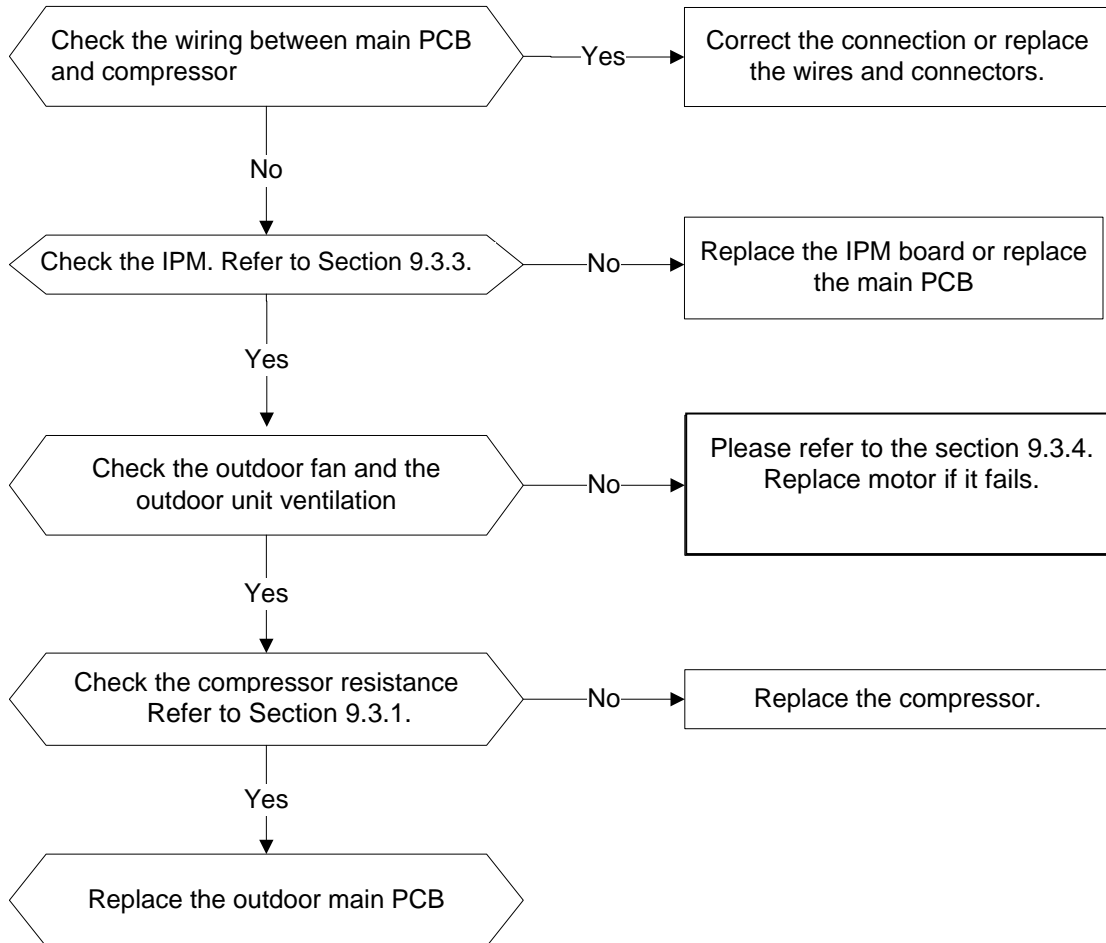 Check the wiring between main PCB
and compressor
Yes
Correct the connection or replace
the wires and connectors.
No
Check the IPM. Refer to Section 9.3.3.
No
Replace the IPM board or replace
the main PCB
Yes
Check the outdoor fan and the
outdoor unit ventilation
No
Please refer to the section 9.3.4.
Replace motor if it fails.
Yes
Check the compressor resistance
Refer to Section 9.3.1.
No
Replace the compressor.
Yes
Replace the outdoor main PCB